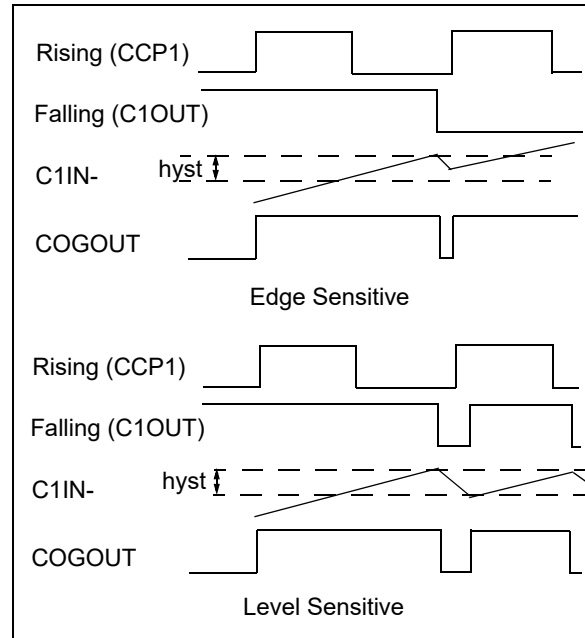 Rising (CCP1)
Falling (C1OUT)
C1IN-
hyst
COGOUT
Edge Sensitive
Rising (CCP1)
Falling (C1OUT)
C1IN-
hyst
COGOUT
Level Sensitive